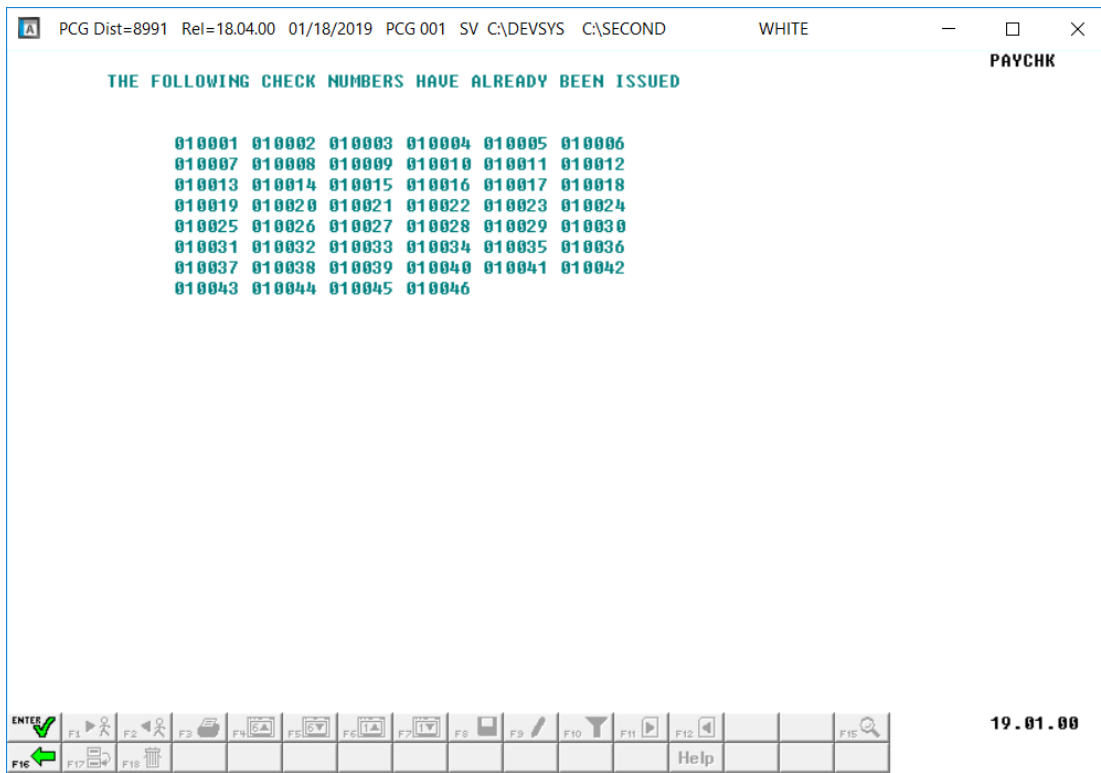 A PCG Dist=8991 Rel=18.04.00 01/18/2019 PCG 001 SV C:\DEVSYS C:\SECOND WHITE
PAYCHK
THE FOLLOWING CHECK NUMBERS HAVE ALREADY BEEN ISSUED
010001 010002 010003 010004 010005 010006
010007 010008 010009 010010 010011 010012
010013 010014 010015 010016 010017 010018
010019 010020 010021 010022 010023 010024
010025 010026 010027 010028 010029 010030
010031 010032 010033 010034 010035 010036
010037 010038 010039 010040 010041 010042
010043 010044 010045 010046
ENTER F1 F2 F3 F4 6 F5 6 F6 1 F7 1 F8 F9 F10 F11 F12 F15 19.01.00
F16 F17 F18 Help